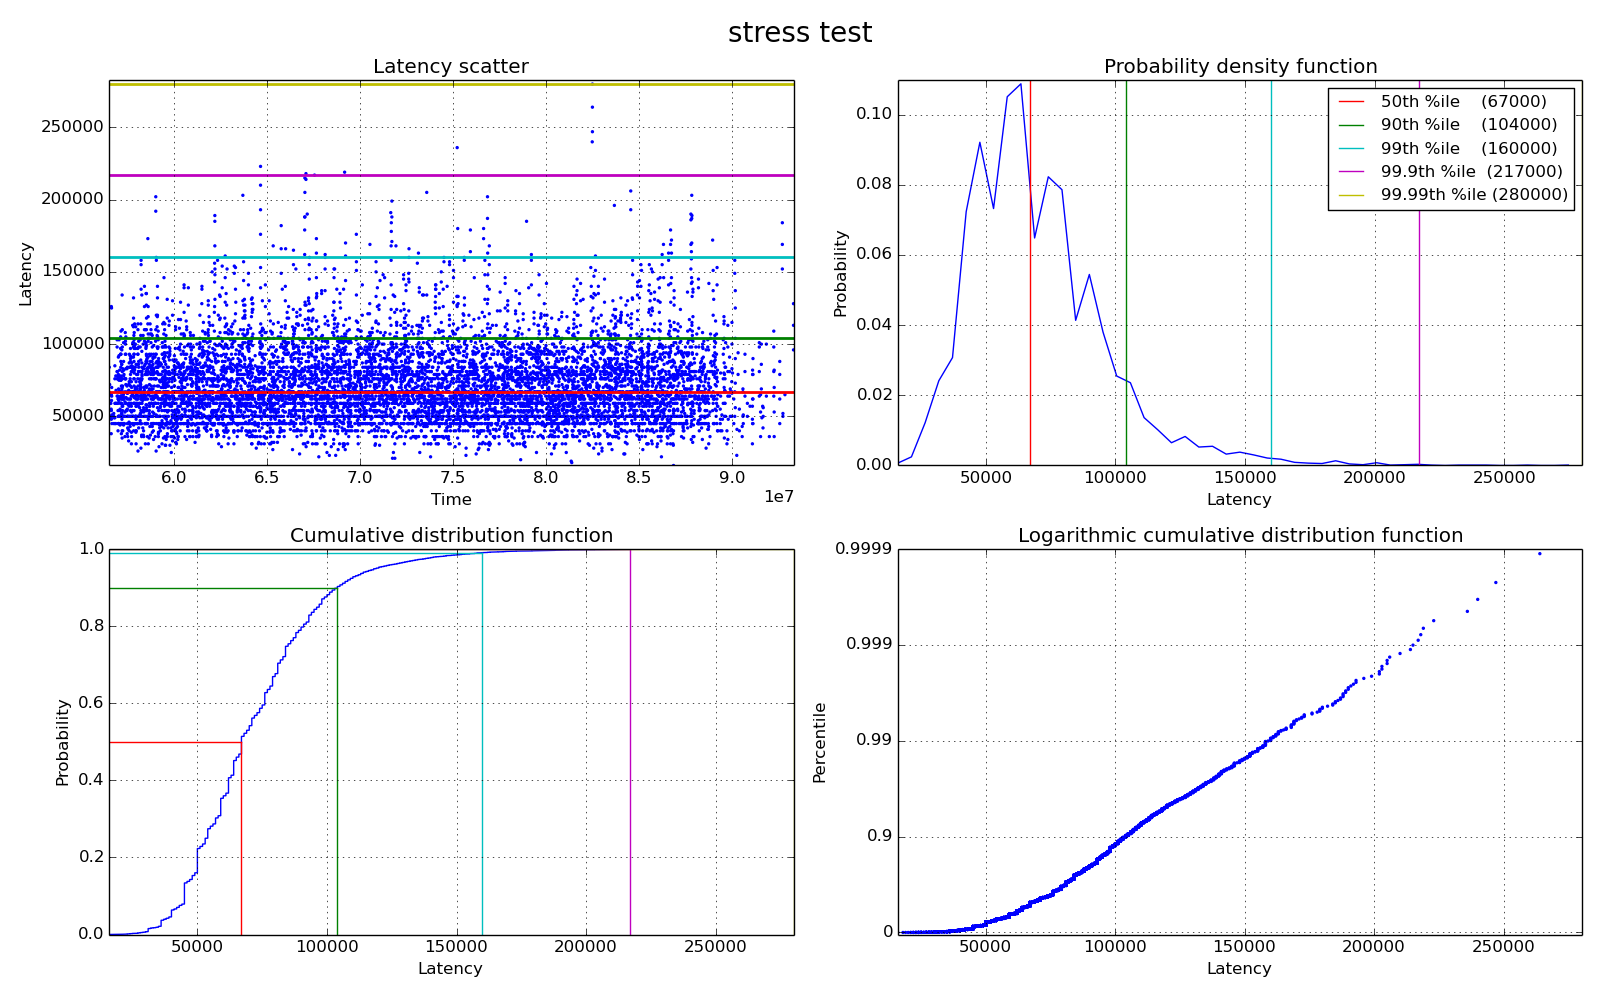 stress test
Latency scatter
Latency
250000
200000
150000
100000
50000
6.0 6.5 7.0 7.5 8.0 8.5 9.0
1e7
Time
Probability density function
Probability
0.10
0.08
0.06
0.04
0.02
0.00
50th %ile (67000)
90th %ile (104000)
99th %ile (160000)
99.9th %ile (217000)
99.99th %ile (280000)
50000 100000 150000 200000 250000
Latency
Cumulative distribution function
Probability
1.0
0.8
0.6
0.4
0.2
0.0
50000 100000 150000 200000 250000
Latency
Logarithmic cumulative distribution function
Percentile
0.9999
0.999
0.99
0.9
0
50000 100000 150000 200000 250000
Latency